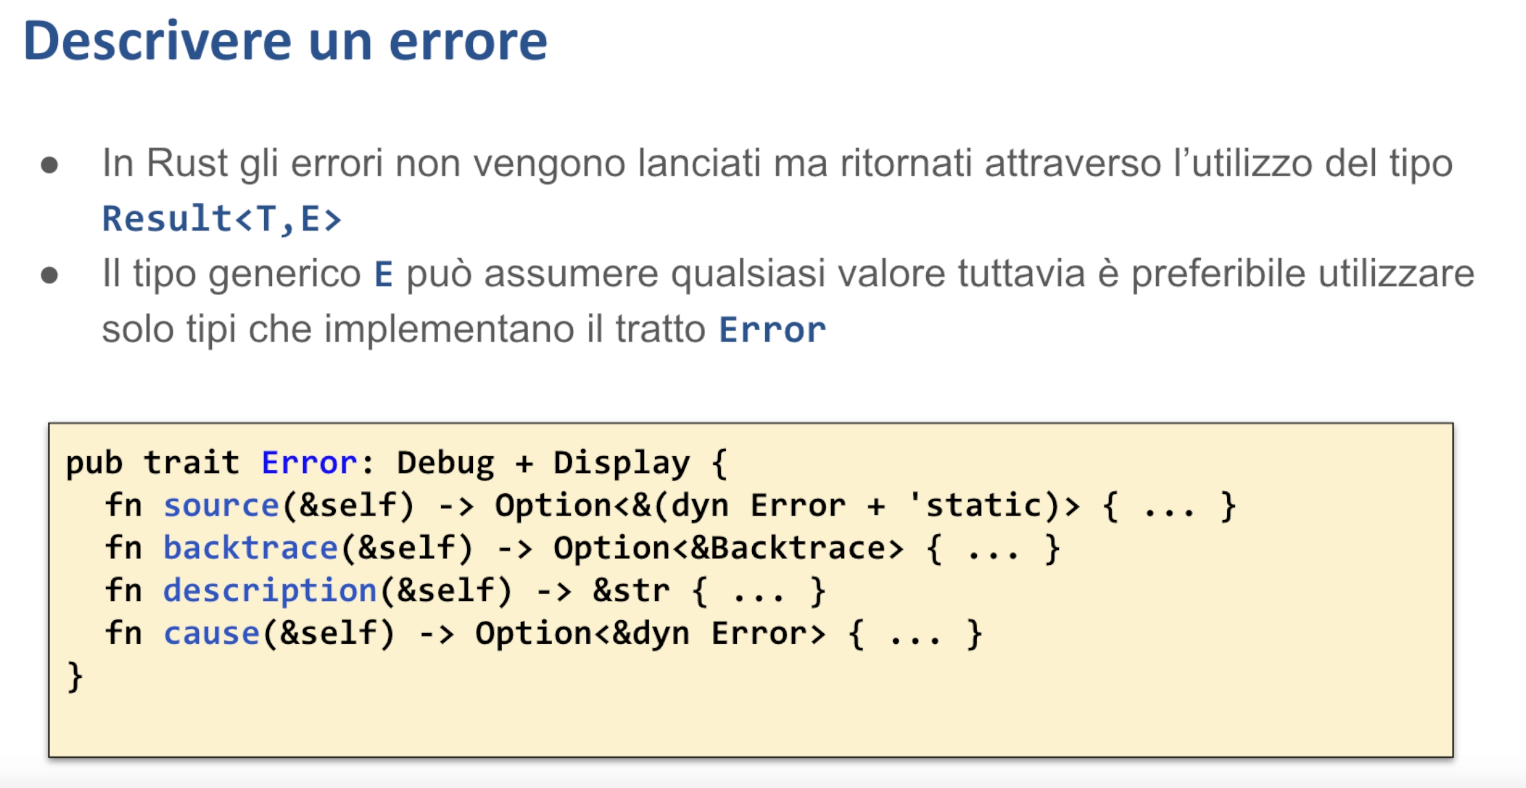 Descrivere un errore
● In Rust gli errori non vengono lanciati ma ritornati attraverso l’utilizzo del tipo
Result<T,E>
● Il tipo generico E può assumere qualsiasi valore tuttavia è preferibile utilizzare
solo tipi che implementano il tratto Error
pub trait Error: Debug + Display {
  fn source(&self) -> Option<&(dyn Error + 'static)> { ... }
  fn backtrace(&self) -> Option<&Backtrace> { ... }
  fn description(&self) -> &str { ... }
  fn cause(&self) -> Option<&dyn Error> { ... }
}